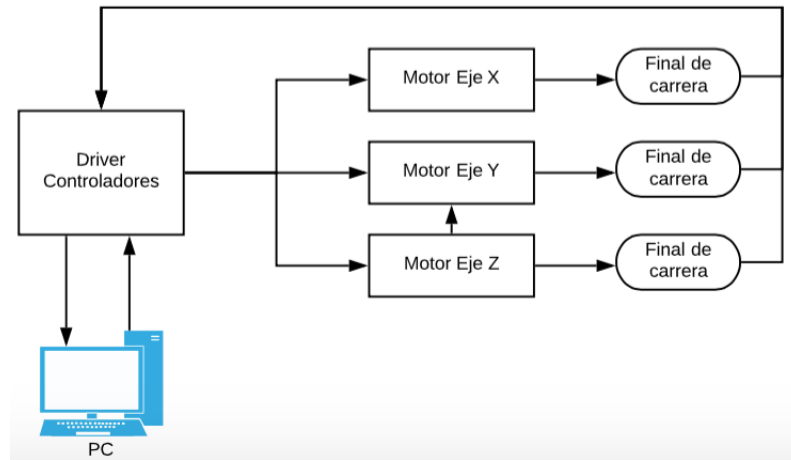 Motor Eje X
Final de
carrera
Driver
Controladores
Motor Eje Y
Final de
carrera
Motor Eje Z
Final de
carrera
PC